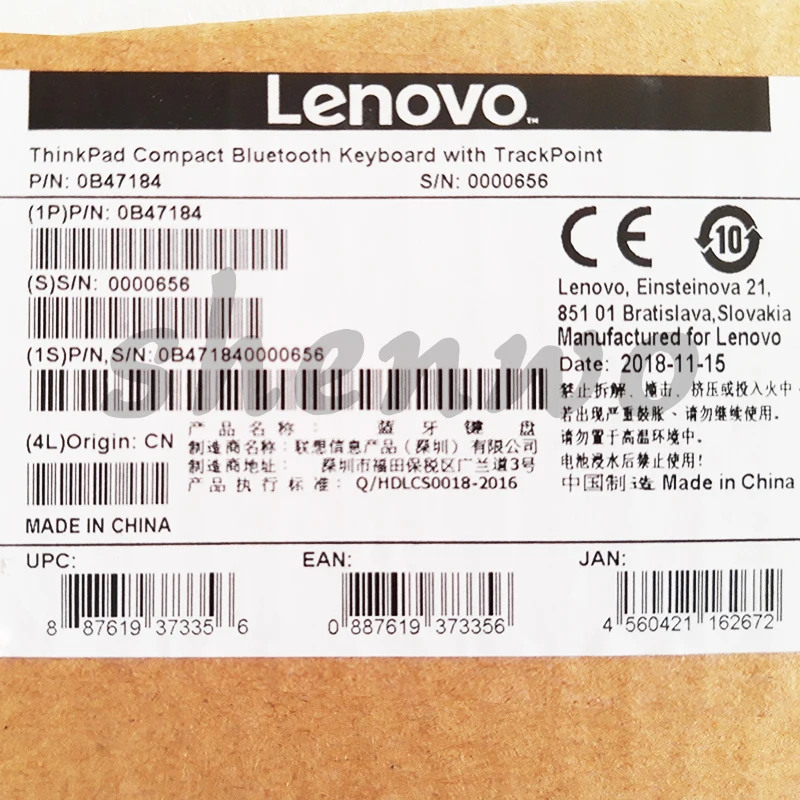 Lenovo™
ThinkPad Compact Bluetooth Keyboard with TrackPoint
P/N: 0B47184 S/N: 0000656
(1P)P/N: 0B47184
(S)S/N: 0000656
(1S)P/N,S/N:0B471840000656
(4L)Origin: CN
MADE IN CHINA
产品名称: 蓝牙键盘
制造商名称: 联想信息产品(深圳)有限公司
制造商地址: 深圳市福田保税区广兰道3号
产品执行标准: Q/HDLCS0018-2016
CE
10
Lenovo, Einsteinova 21,
851 01 Bratislava,Slovakia
Manufactured for Lenovo
Date: 2018-11-15
禁止拆解、撞击、挤压或投入火中。
若出现严重鼓胀、请勿继续使用。
请勿置于高温环境中。
电池浸水后禁止使用!
中国制造 Made in China
UPC: EAN: JAN:
8 87619 37335 6 0 887619 373356 4 560421 162672
shenwo